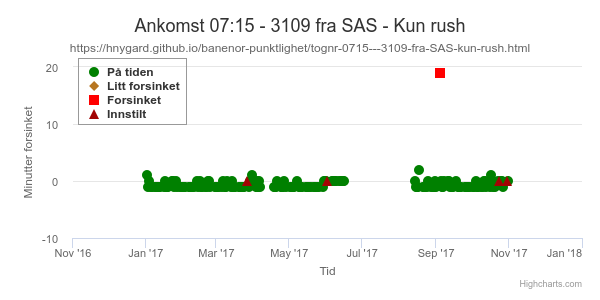 Ankomst 07:15 - 3109 fra SAS - Kun rush
https://hnygard.github.io/banenor-punktlighet/tognr-0715---3109-fra-SAS-kun-rush.html
På tiden
Litt forsinket
Forsinket
Innstilt
Minutter forsinket
20
10
0
-10
Nov '16
Jan '17
Mar '17
May '17
Jul '17
Sep '17
Nov '17
Jan '18
Tid
Highcharts.com